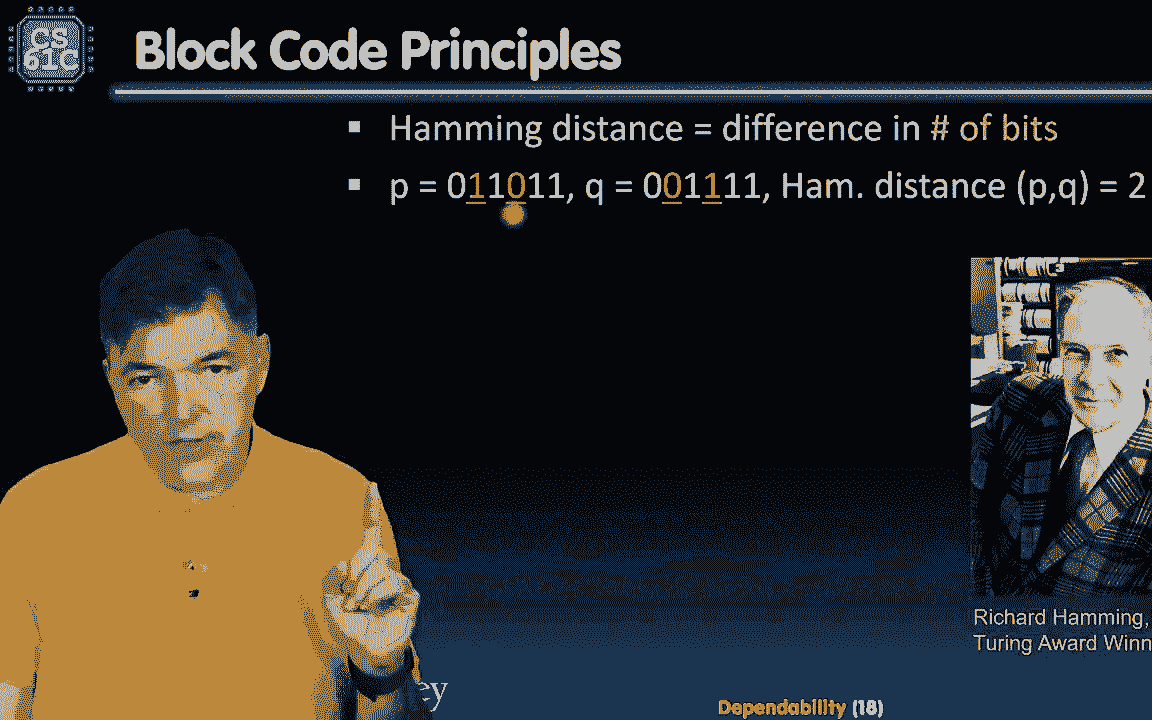 CS
61C
Block Code Principles
▪ Hamming distance = difference in # of bits
▪ p = 011011, q = 001111, Ham. distance (p,q) = 2
Richard Hamming,
Turing Award Winn
ey
Dependability (18)